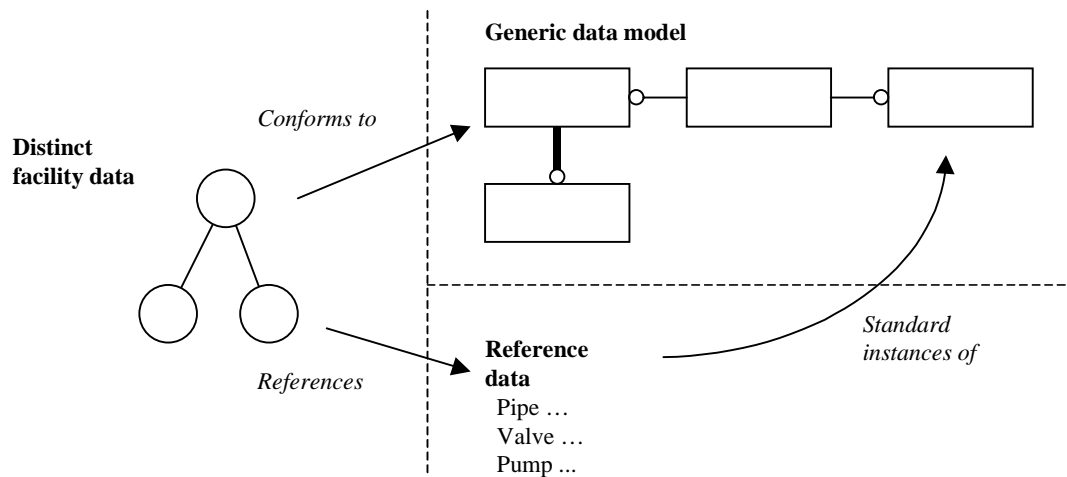 Generic data model
Conforms to
Distinct
facility data
Standard
instances of
Reference
data
References
Pipe …
Valve …
Pump ...